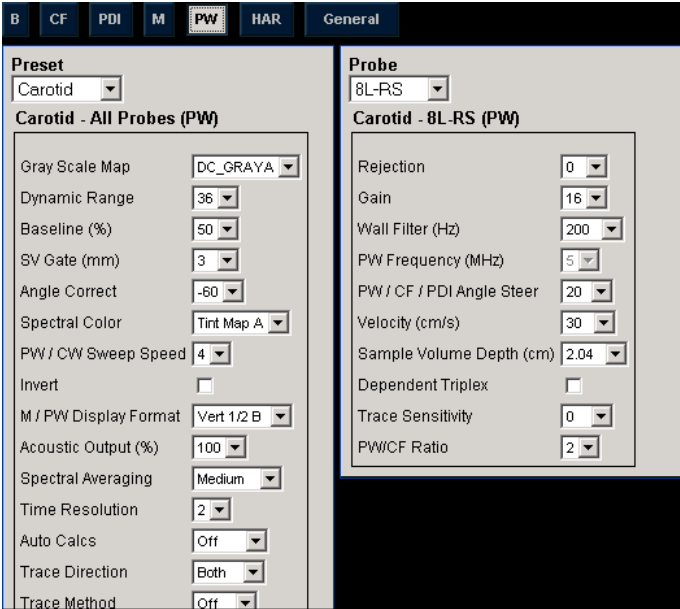 B CF PDI M PW HAR General
Preset
Carotid
Carotid - All Probes (PW)
Gray Scale Map DC_GRAYA
Dynamic Range 36
Baseline (%) 50
SV Gate (mm) 3
Angle Correct -60
Spectral Color Tint Map A
PW / CW Sweep Speed 4
Invert
M / PW Display Format Vert 1/2 B
Acoustic Output (%) 100
Spectral Averaging Medium
Time Resolution 2
Auto Calcs Off
Trace Direction Both
Trace Method Off
Probe
8L-RS
Carotid - 8L-RS (PW)
Rejection 0
Gain 16
Wall Filter (Hz) 200
PW Frequency (MHz) 5
PW / CF / PDI Angle Steer 20
Velocity (cm/s) 30
Sample Volume Depth (cm) 2.04
Dependent Triplex
Trace Sensitivity 0
PW/CF Ratio 2